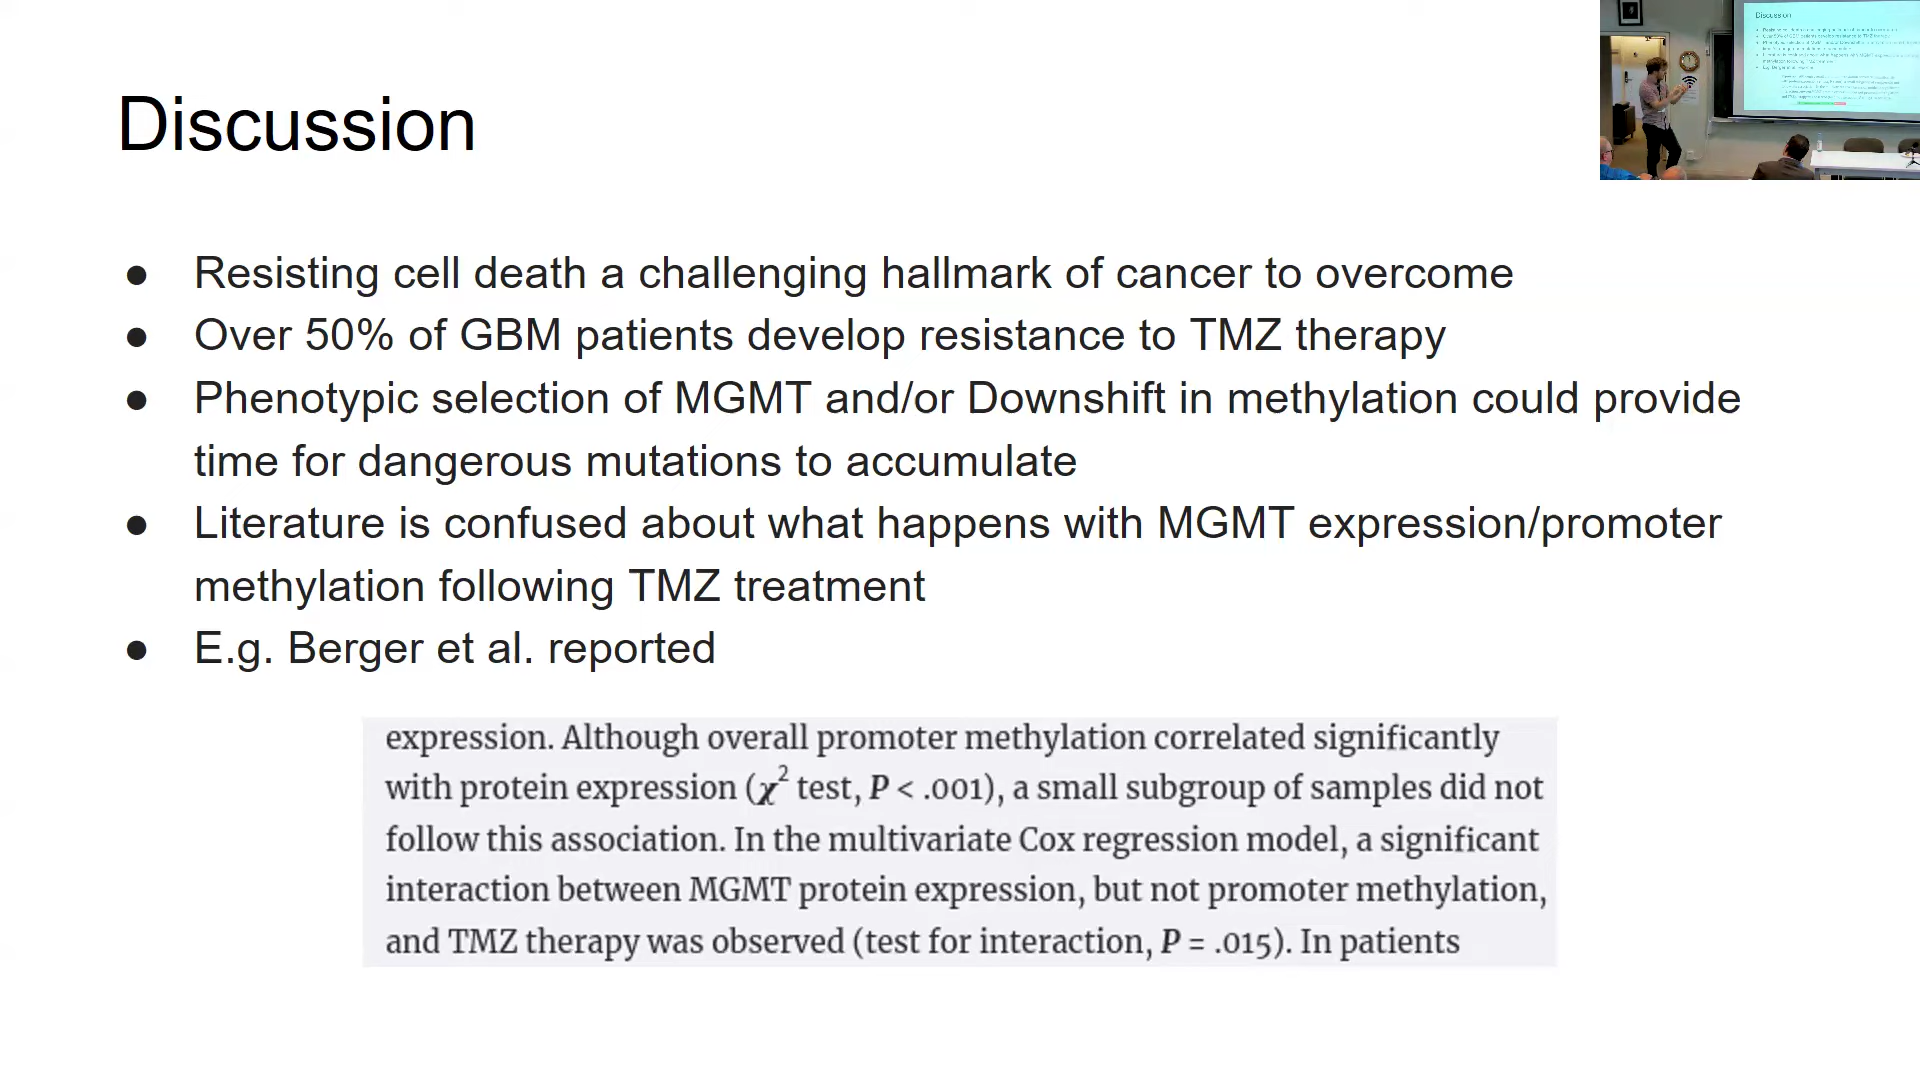 Discussion
● Resisting cell death a challenging hallmark of cancer to overcome
● Over 50% of GBM patients develop resistance to TMZ therapy
● Phenotypic selection of MGMT and/or Downshift in methylation could provide
time for dangerous mutations to accumulate
● Literature is confused about what happens with MGMT expression/promoter
methylation following TMZ treatment
● E.g. Berger et al. reported
expression. Although overall promoter methylation correlated significantly
with protein expression (χ² test, P < .001), a small subgroup of samples did not
follow this association. In the multivariate Cox regression model, a significant
interaction between MGMT protein expression, but not promoter methylation,
and TMZ therapy was observed (test for interaction, P = .015). In patients
Discussion